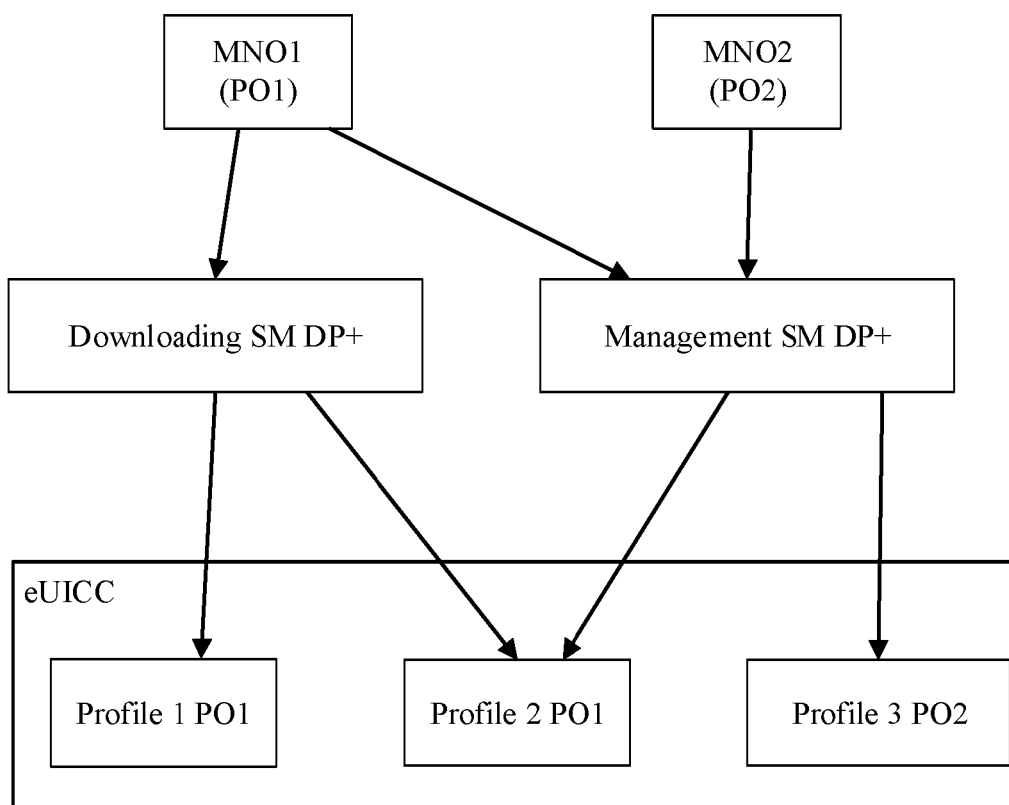 MNO1
(PO1)
MNO2
(PO2)
Downloading SM DP+
Management SM DP+
eUICC
Profile 1 PO1
Profile 2 PO1
Profile 3 PO2